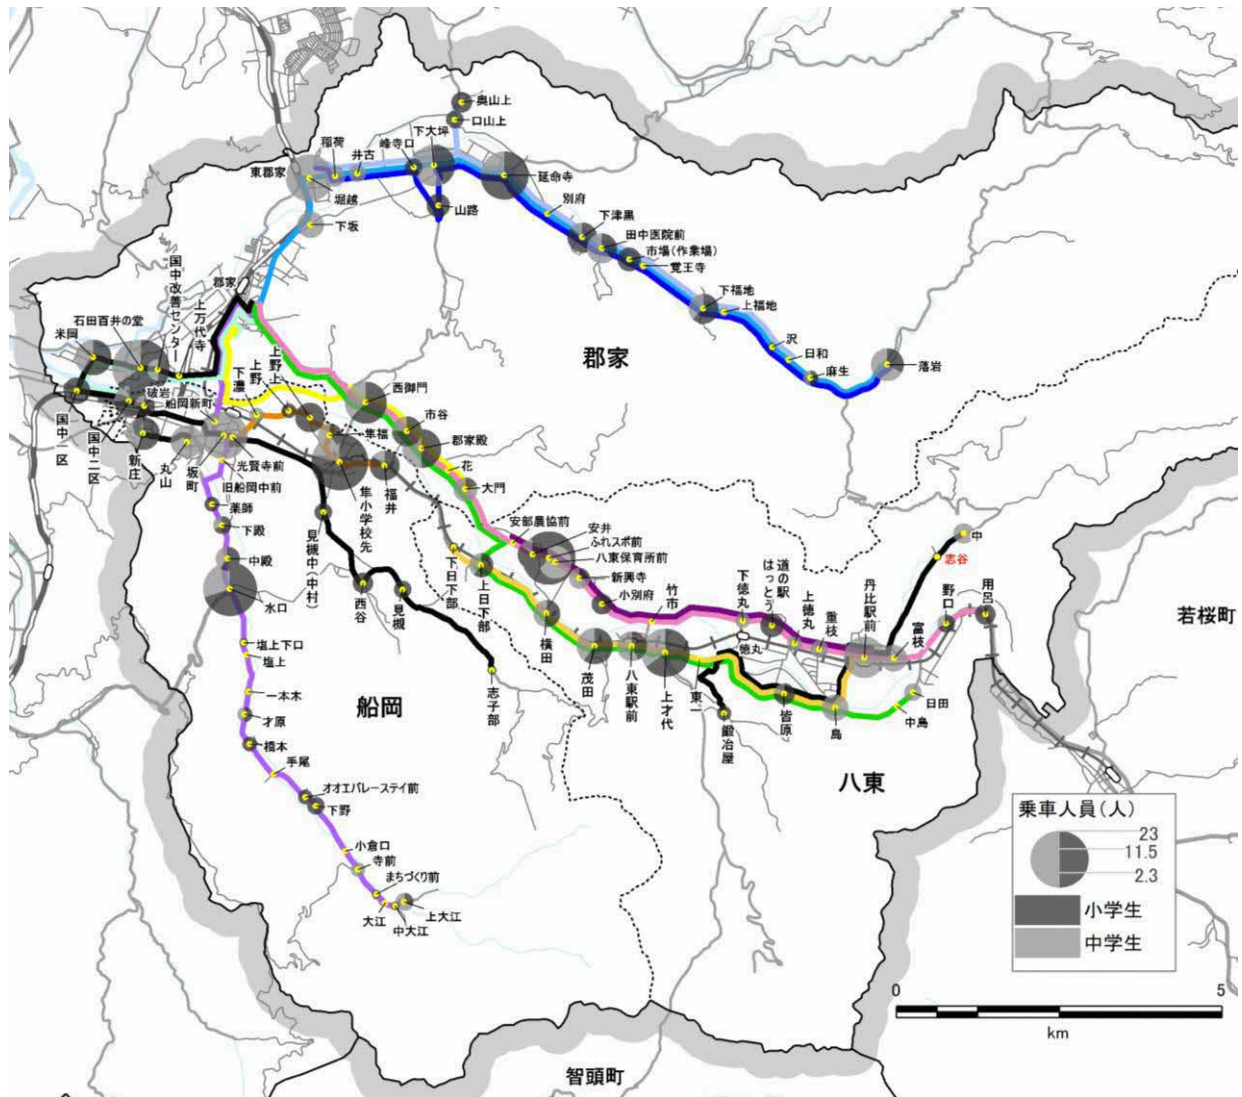 奥山上
口山上
下大坪
峰寺口
井古
稲荷
東郡家
堀越
延命寺
山路
別府
下坂
下津黒
田中医院前
市場(作業場)
覚王寺
国中改善センター
郡家
上万代寺
石田百井の堂
米岡
下福地
上福地
沢
日和
麻生
落岩
郡家
上野上
上野
下濃
西御門
市谷
郡家殿
花
大門
破岩
船岡新町
国中一区
国中二区
新庄
丸山
坂町
光賢寺前
旧船岡中前
隼福
隼小学校先
福井
薬師
下殿
中殿
水口
見槻中(中村)
西谷
見槻
志子部
安部農協前
安井
ふれスポ前
八東保育所前
新興寺
小別府
下日下部
上日下部
横田
茂田
八東駅前
竹市
上才代
下徳丸
徳丸
道の駅
はっとう
上徳丸
重枝
丹比駅前
富枝
野口
用呂
中
志谷
若桜町
東一
鍛冶屋
皆原
島
中島
日田
八東
塩上下口
塩上
一本木
才原
橋本
手尾
オオエバレーステイ前
下野
小倉口
寺前
まちづくり前
大江
中大江
上大江
船岡
乗車人員(人)
23
11.5
2.3
小学生
中学生
0
5
km
智頭町